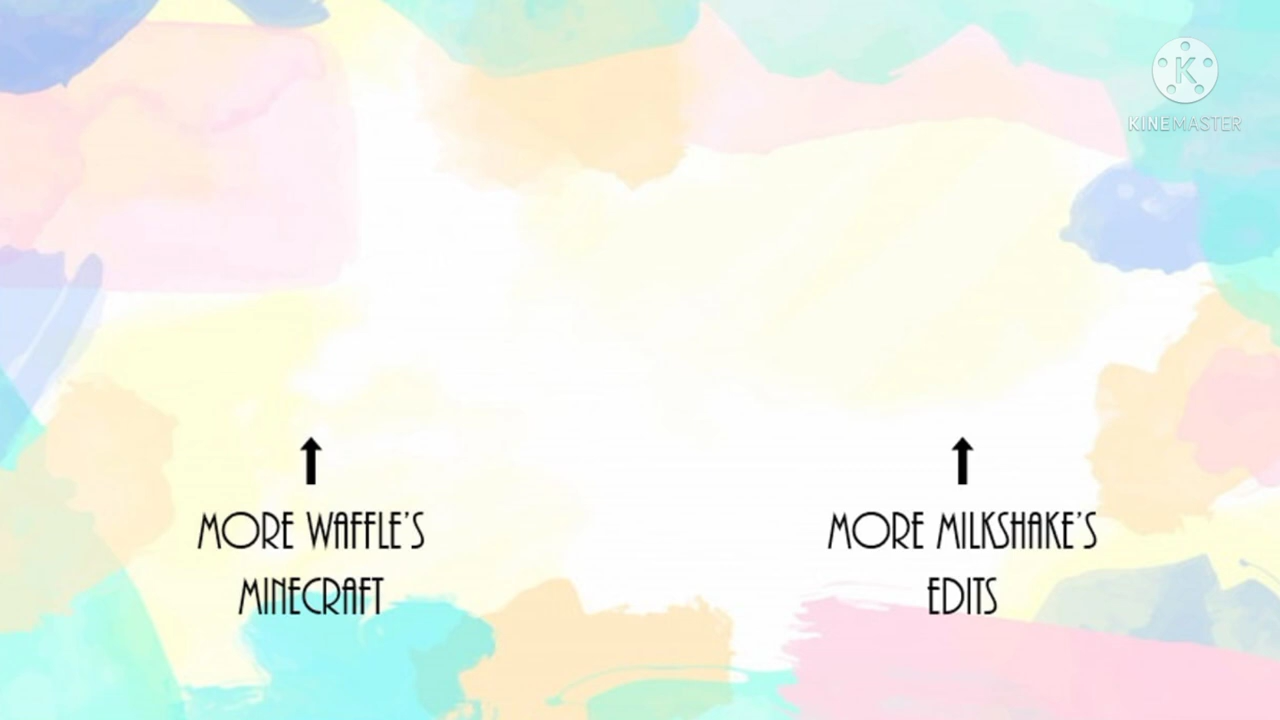 K
KINEMASTER
MORE WAFFLE'S
MINECRAFT
MORE MILKSHAKE'S
EDITS